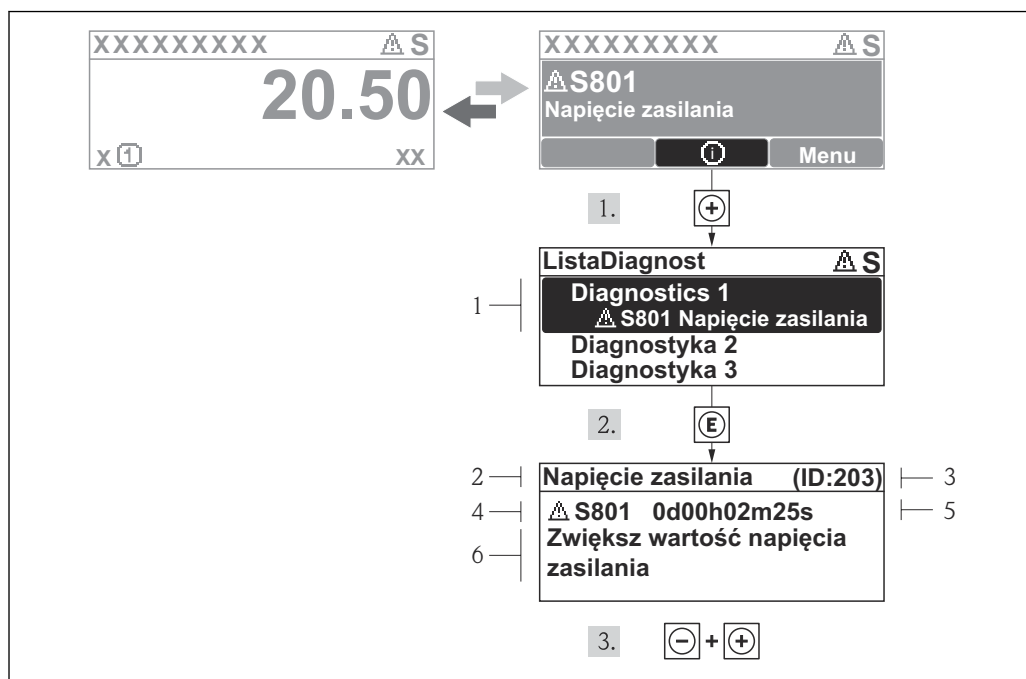 XXXXXXXXX ⚠ S
20.50
x ① xx
XXXXXXXXX ⚠ S
⚠ S801
Napięcie zasilania
ⓘ Menu
1. +
ListaDiagnost ⚠ S
1
Diagnostics 1
⚠ S801 Napięcie zasilania
Diagnostyka 2
Diagnostyka 3
2. E
2 Napięcie zasilania (ID:203) 3
4 ⚠ S801 0d00h02m25s 5
6 Zwiększ wartość napięcia
zasilania
3. - + +